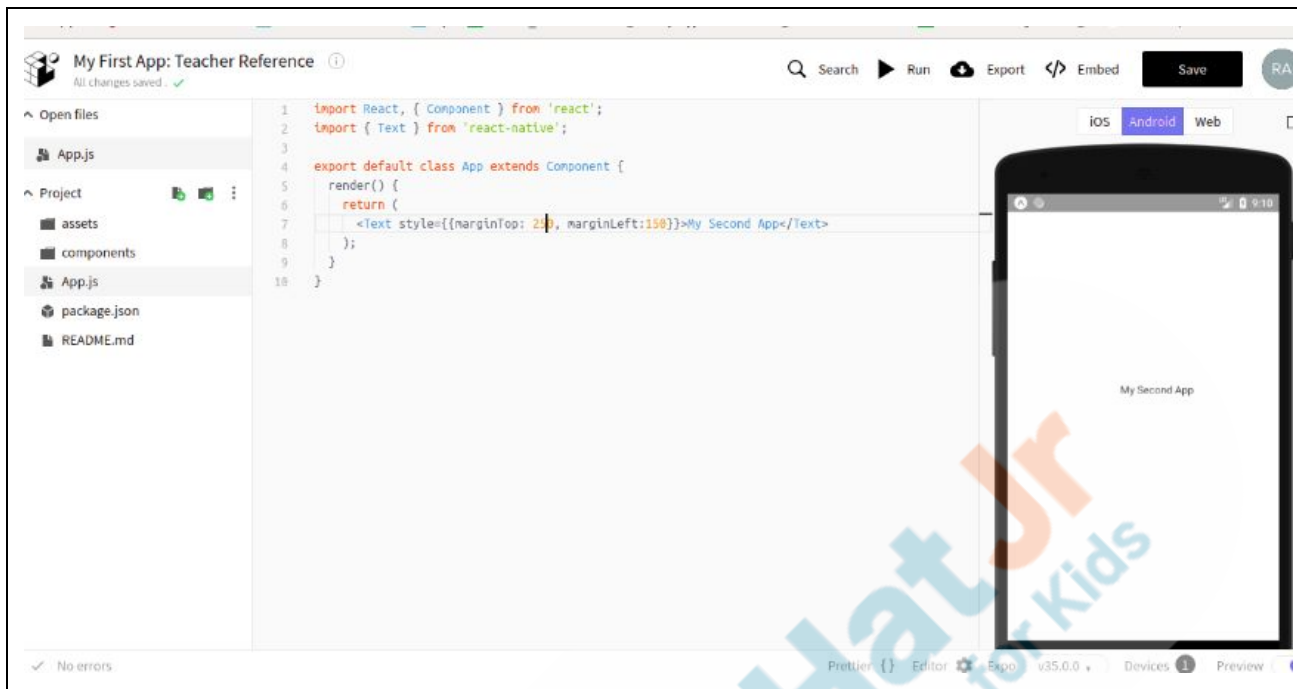 My First App: Teacher Reference
All changes saved.
Search Run Export </> Embed Save RA
Open files
App.js
Project
assets
components
App.js
package.json
README.md
1 import React, { Component } from 'react';
2 import { Text } from 'react-native';
3
4 export default class App extends Component {
5 render() {
6 return (
7 <Text style={{marginTop: 250, marginLeft:150}}>My Second App</Text>
8 );
9 }
10 }
iOS Android Web
9:10
My Second App
No errors
Prettier {} Editor Expo v35.0.0 Devices 1 Preview
Hat Jr
for Kids